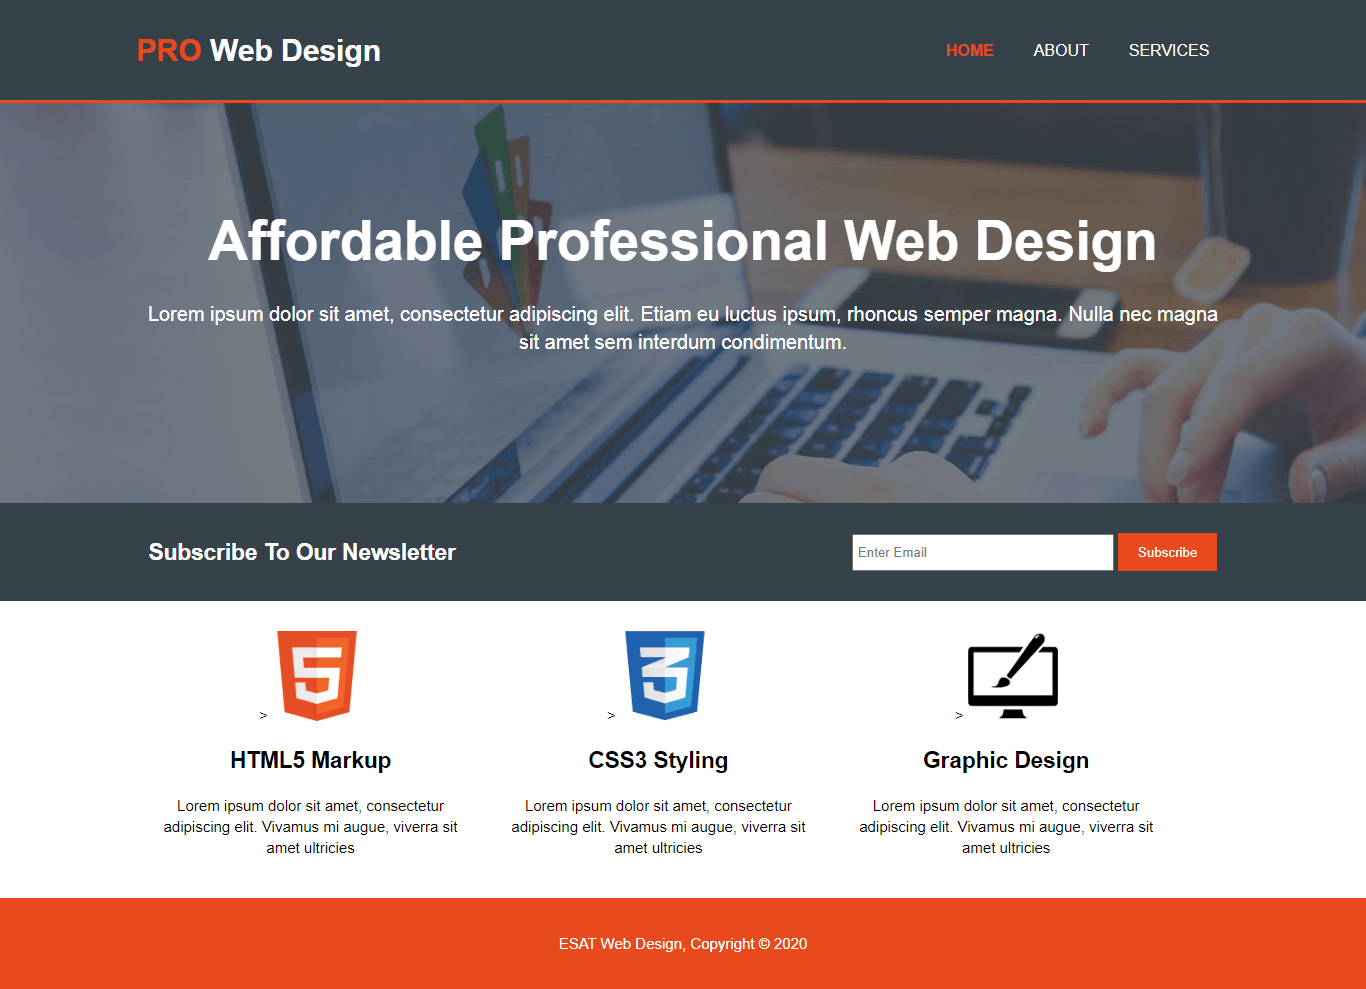 PRO Web Design
HOME ABOUT SERVICES
Affordable Professional Web Design
Lorem ipsum dolor sit amet, consectetur adipiscing elit. Etiam eu luctus ipsum, rhoncus semper magna. Nulla nec magna
sit amet sem interdum condimentum.
Subscribe To Our Newsletter
Enter Email
Subscribe
>
HTML5 Markup
Lorem ipsum dolor sit amet, consectetur
adipiscing elit. Vivamus mi augue, viverra sit
amet ultricies
>
CSS3 Styling
Lorem ipsum dolor sit amet, consectetur
adipiscing elit. Vivamus mi augue, viverra sit
amet ultricies
>
Graphic Design
Lorem ipsum dolor sit amet, consectetur
adipiscing elit. Vivamus mi augue, viverra sit
amet ultricies
ESAT Web Design, Copyright © 2020